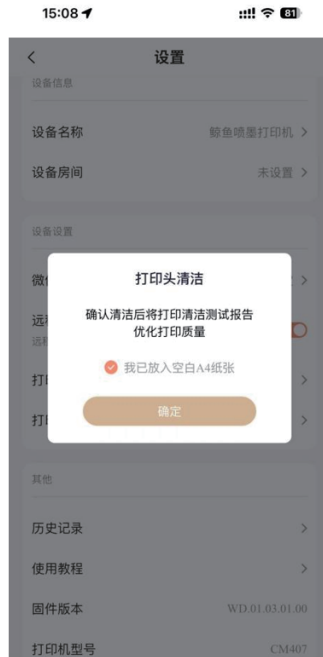 15:08
81
设置
设备信息
设备名称
鲸鱼喷墨打印机
设备房间
未设置
设备设置
微
打印头清洁
确认清洁后将打印清洁测试报告
优化打印质量
我已放入空白A4纸张
确定
其他
历史记录
使用教程
固件版本
WD.01.03.01.00
打印机型号
CM407